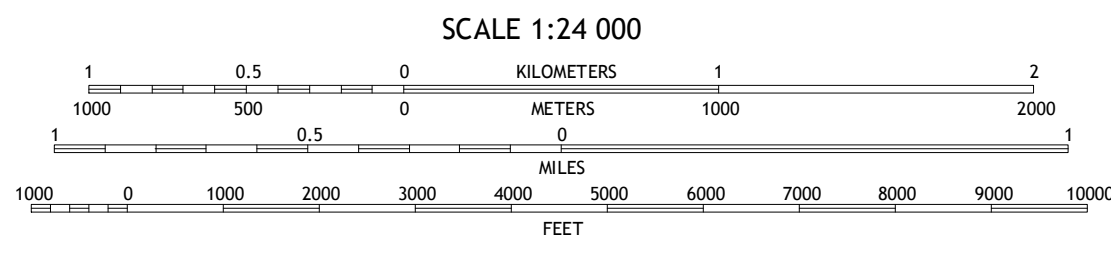 SCALE 1:24 000
1 0.5 0 KILOMETERS 1 2
1000 500 0 METERS 1000 2000
1 0.5 0 1
MILES
1000 0 1000 2000 3000 4000 5000 6000 7000 8000 9000 10000
FEET